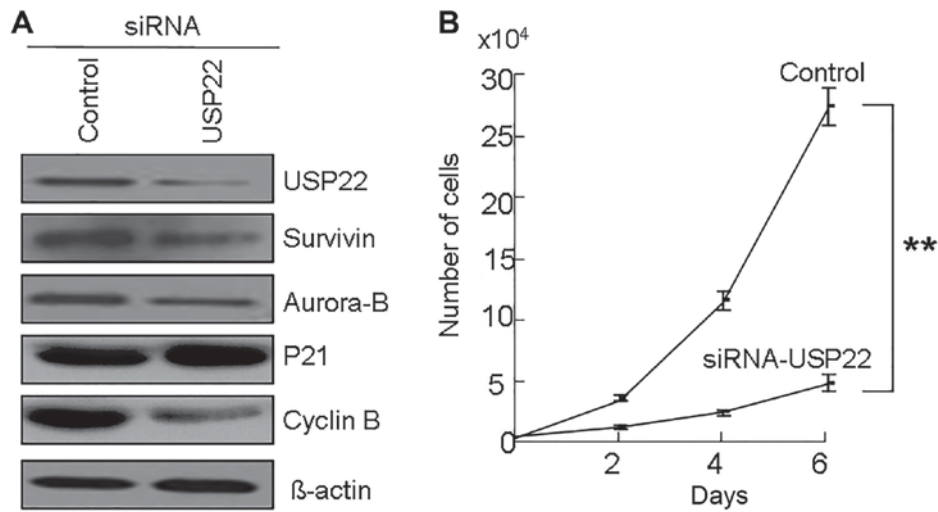 A
siRNA
Control
USP22
USP22
Survivin
Aurora-B
P21
Cyclin B
ß-actin
B
x10⁴
30
25
20
15
10
5
0
2
4
6
Number of cells
Days
Control
siRNA-USP22
**